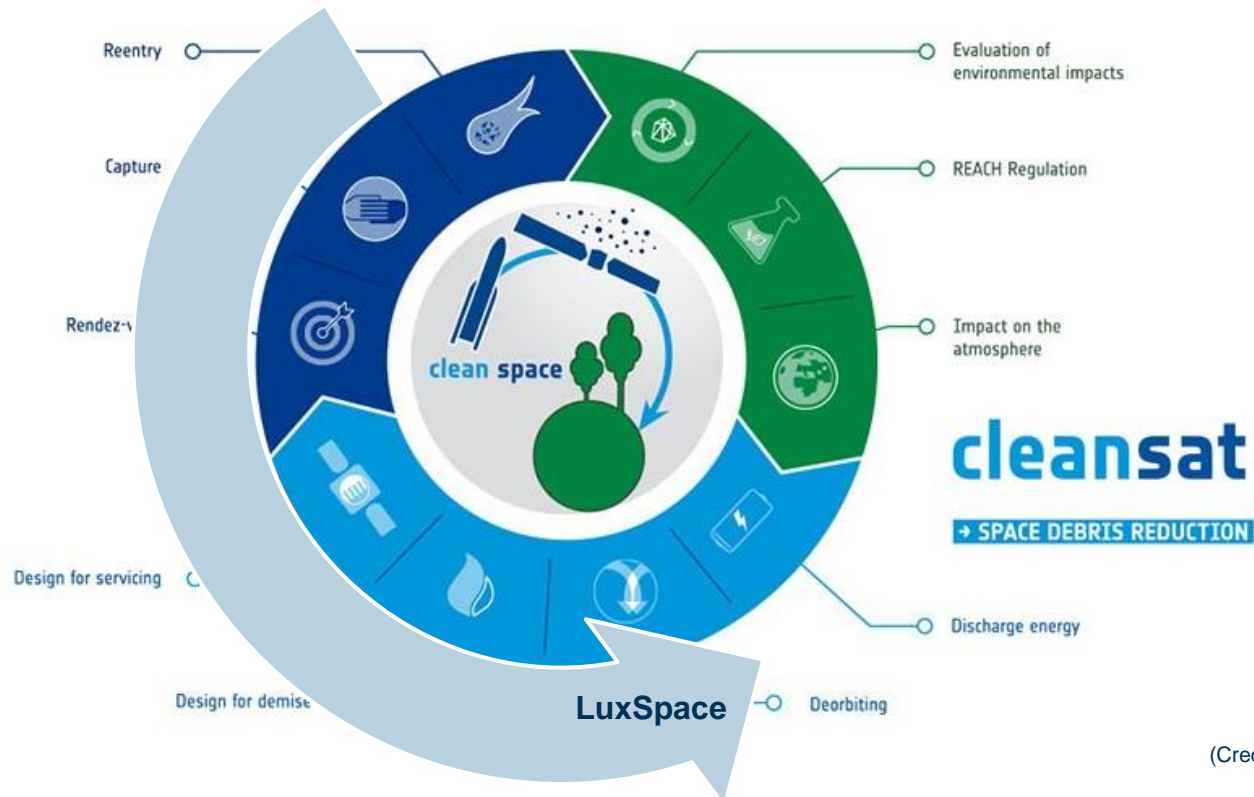 Reentry
Evaluation of
environmental impacts
Capture
REACH Regulation
Rendez-
Impact on the
atmosphere
clean space
cleansat
→ SPACE DEBRIS REDUCTION
Design for servicing
Discharge energy
Design for demise
LuxSpace
Deorbiting
(Cred